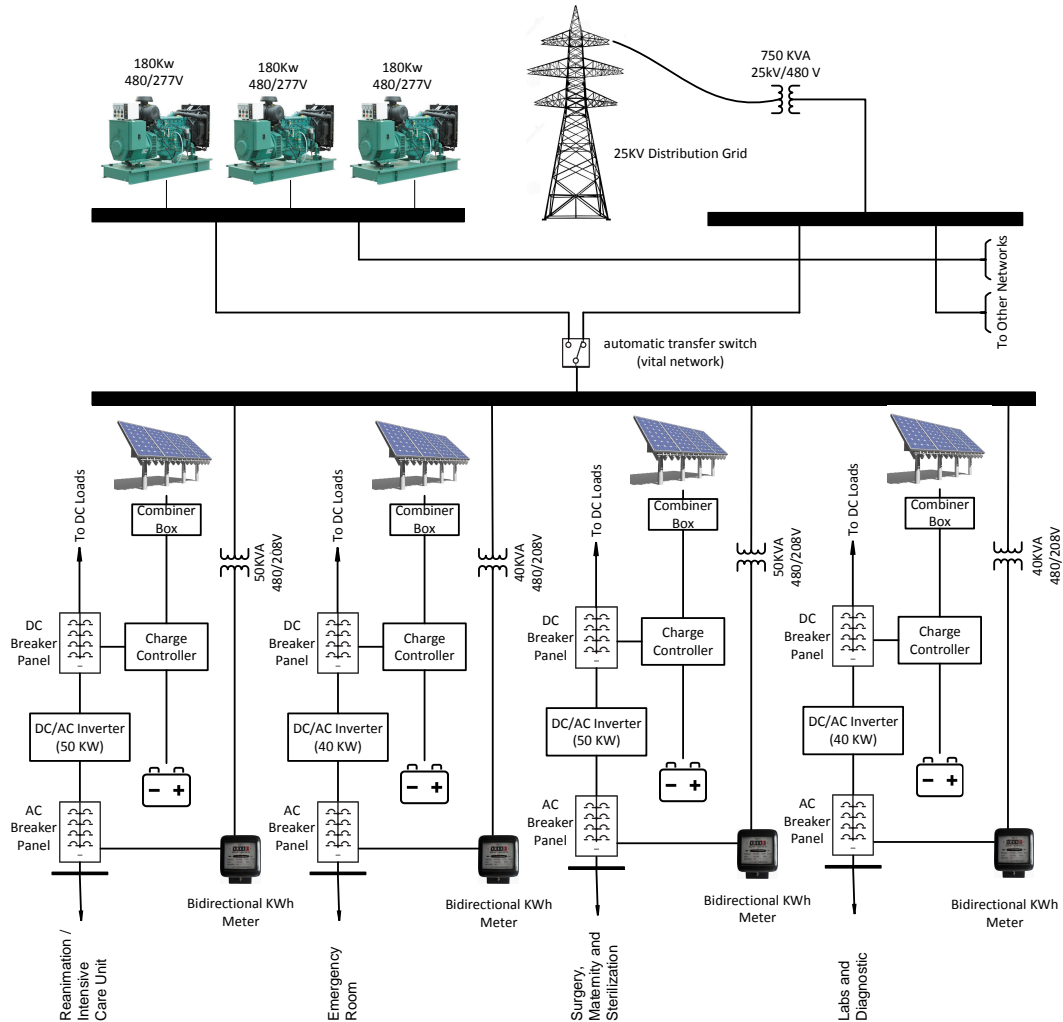 180Kw
480/277V
180Kw
480/277V
180Kw
480/277V
750 KVA
25kV/480 V
25KV Distribution Grid
To Other Networks
automatic transfer switch
(vital network)
To DC Loads
Combiner
Box
50KVA
480/208V
DC
Breaker
Panel
Charge
Controller
DC/AC Inverter
(50 KW)
AC
Breaker
Panel
Bidirectional KWh
Meter
Reanimation /
Intensive
Care Unit
To DC Loads
Combiner
Box
40KVA
480/208V
DC
Breaker
Panel
Charge
Controller
DC/AC Inverter
(40 KW)
AC
Breaker
Panel
Bidirectional KWh
Meter
Emergency
Room
To DC Loads
Combiner
Box
50KVA
480/208V
DC
Breaker
Panel
Charge
Controller
DC/AC Inverter
(50 KW)
AC
Breaker
Panel
Bidirectional KWh
Meter
Surgery,
Maternity and
Sterilization
To DC Loads
Combiner
Box
40KVA
480/208V
DC
Breaker
Panel
Charge
Controller
DC/AC Inverter
(40 KW)
AC
Breaker
Panel
Bidirectional KWh
Meter
Labs and
Diagnostic